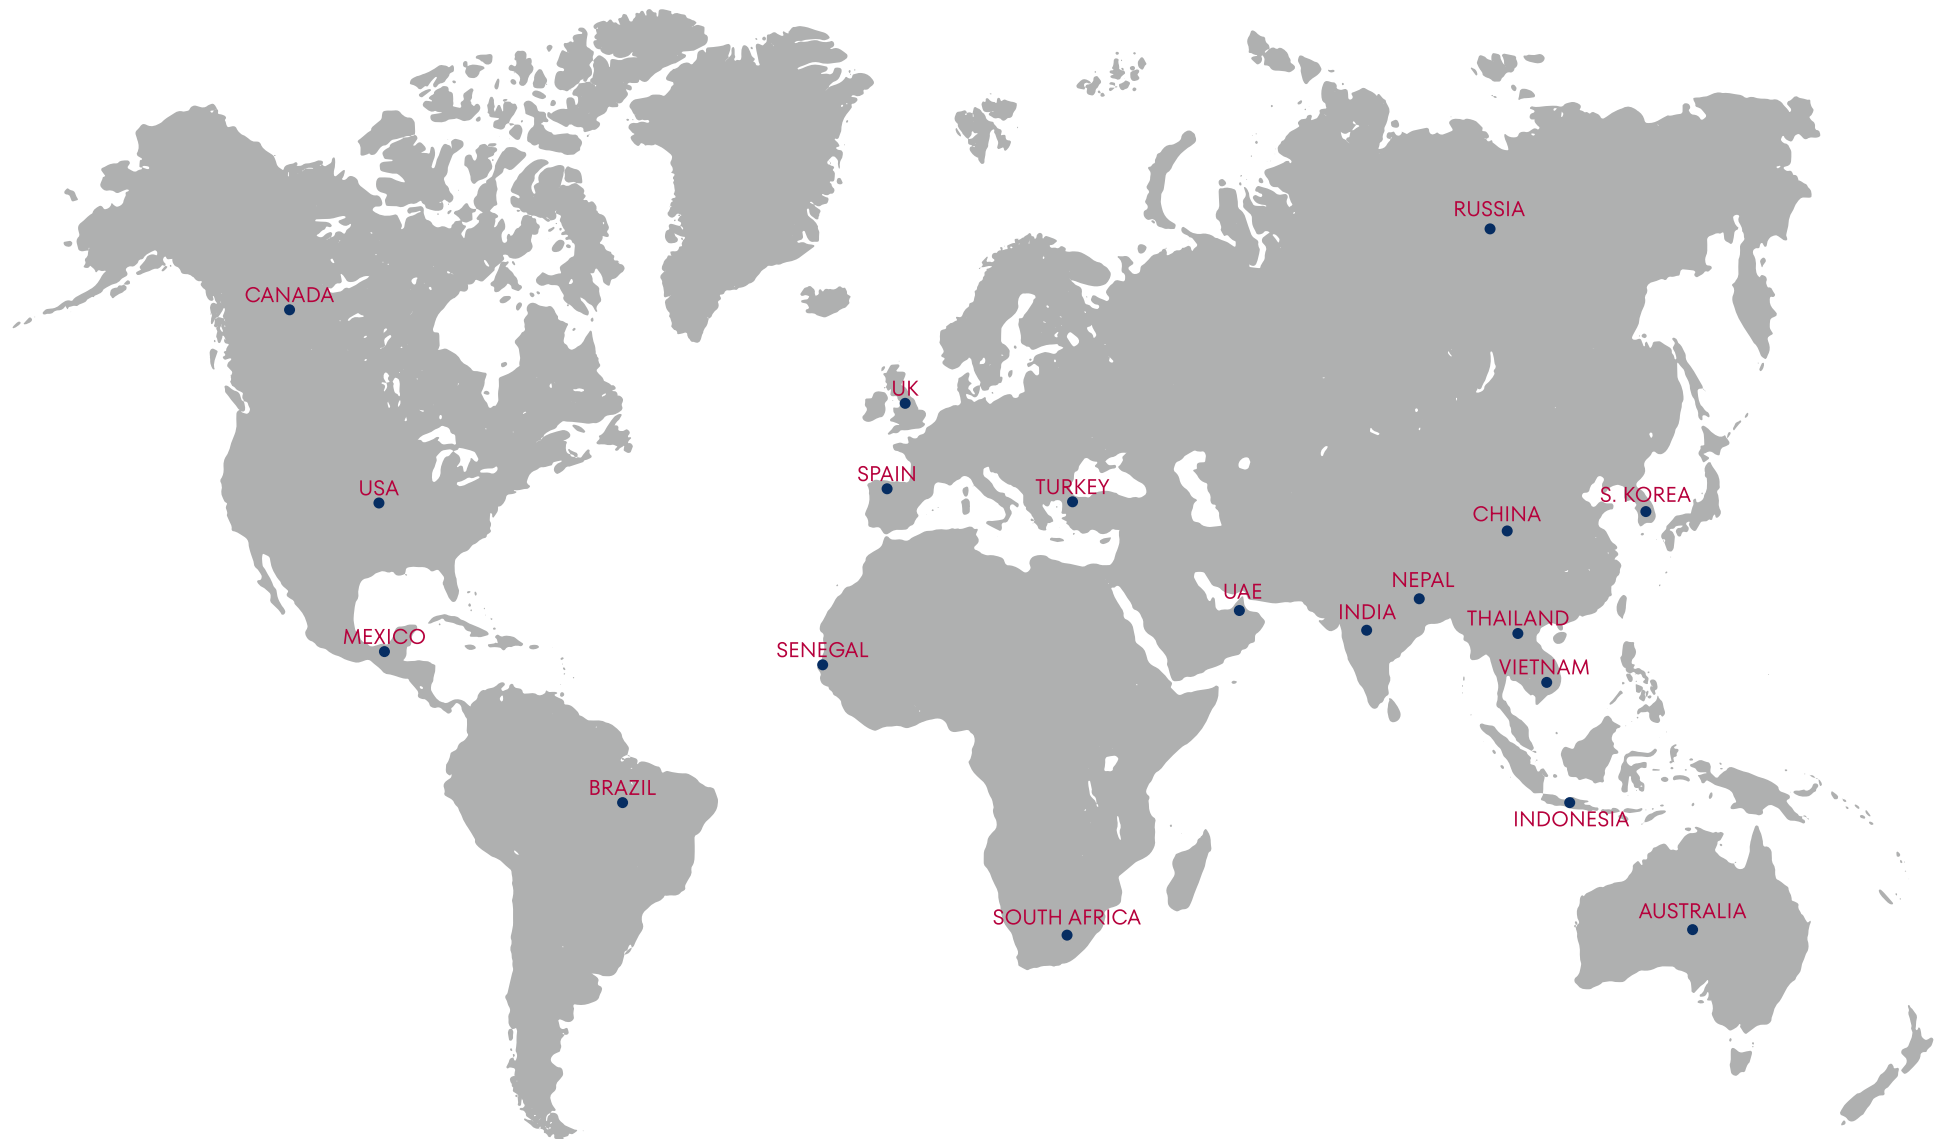 RUSSIA
CANADA
UK
SPAIN
USA
TURKEY
S. KOREA
CHINA
NEPAL
UAE
INDIA
THAILAND
MEXICO
SENEGAL
VIETNAM
BRAZIL
INDONESIA
AUSTRALIA
SOUTH AFRICA